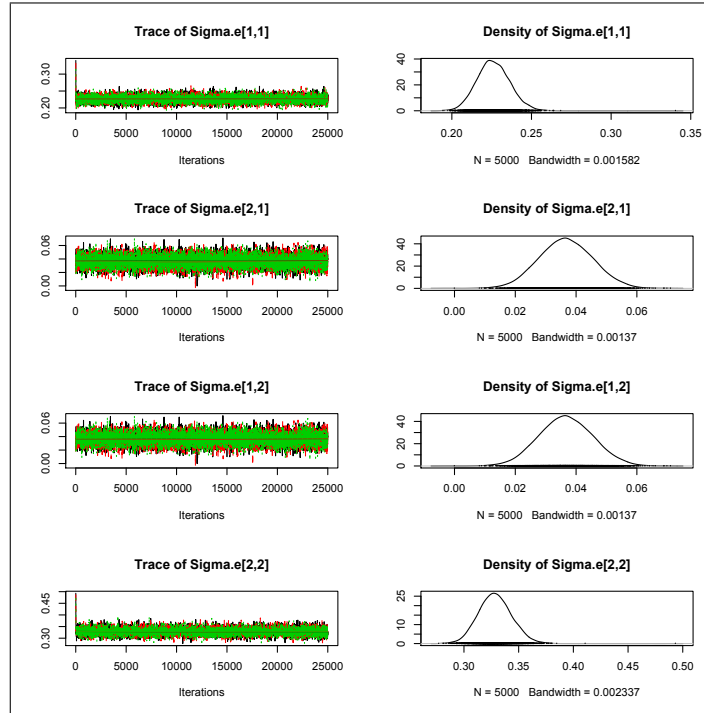 Trace of Sigma.e[1,1]
0.20 0.30
0 5000 10000 15000 20000 25000
Iterations
Density of Sigma.e[1,1]
0 20 40
0.20 0.25 0.30 0.35
N = 5000 Bandwidth = 0.001582
Trace of Sigma.e[2,1]
0.00 0.06
0 5000 10000 15000 20000 25000
Iterations
Density of Sigma.e[2,1]
0 20 40
0.00 0.02 0.04 0.06
N = 5000 Bandwidth = 0.00137
Trace of Sigma.e[1,2]
0.00 0.06
0 5000 10000 15000 20000 25000
Iterations
Density of Sigma.e[1,2]
0 20 40
0.00 0.02 0.04 0.06
N = 5000 Bandwidth = 0.00137
Trace of Sigma.e[2,2]
0.30 0.45
0 5000 10000 15000 20000 25000
Iterations
Density of Sigma.e[2,2]
0 10 25
0.30 0.35 0.40 0.45 0.50
N = 5000 Bandwidth = 0.002337